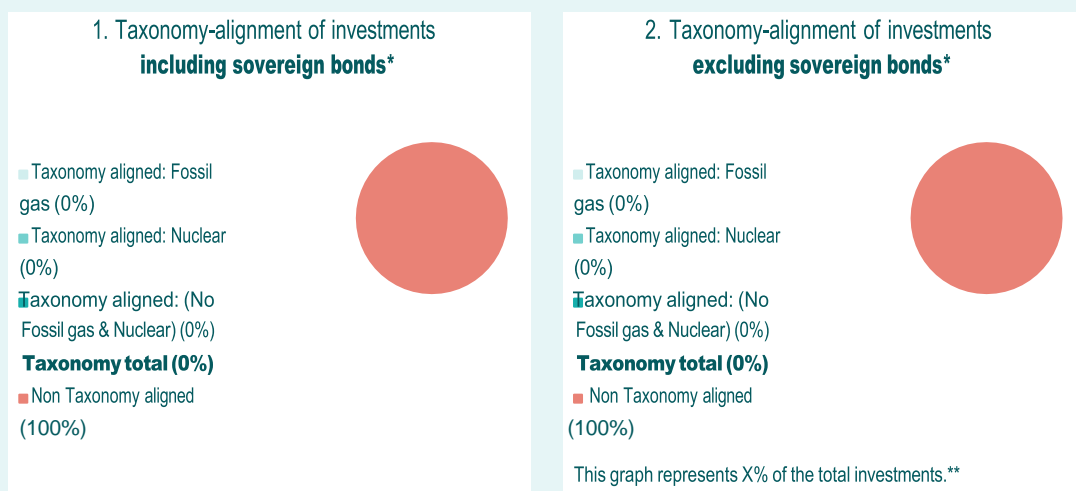 1. Taxonomy-alignment of investments
including sovereign bonds*
Taxonomy aligned: Fossil
gas (0%)
Taxonomy aligned: Nuclear
(0%)
Taxonomy aligned: (No
Fossil gas & Nuclear) (0%)
Taxonomy total (0%)
Non Taxonomy aligned
(100%)
2. Taxonomy-alignment of investments
excluding sovereign bonds*
Taxonomy aligned: Fossil
gas (0%)
Taxonomy aligned: Nuclear
(0%)
Taxonomy aligned: (No
Fossil gas & Nuclear) (0%)
Taxonomy total (0%)
Non Taxonomy aligned
(100%)
This graph represents X% of the total investments.**